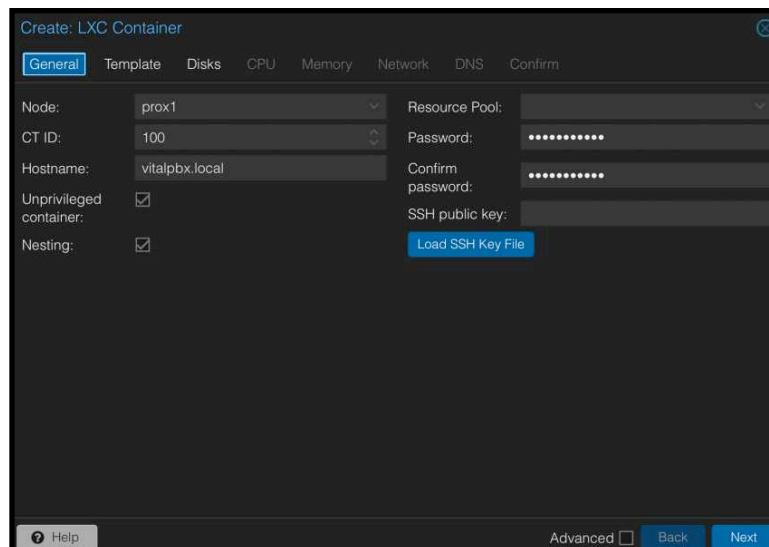 Create: LXC Container
General Template Disks CPU Memory Network DNS Confirm
Node: prox1 Resource Pool:
CT ID: 100 Password: •••••••••••
Hostname: vitalpbx.local Confirm password: •••••••••••
Unprivileged container:
SSH public key:
Nesting: Load SSH Key File
Help Advanced Back Next